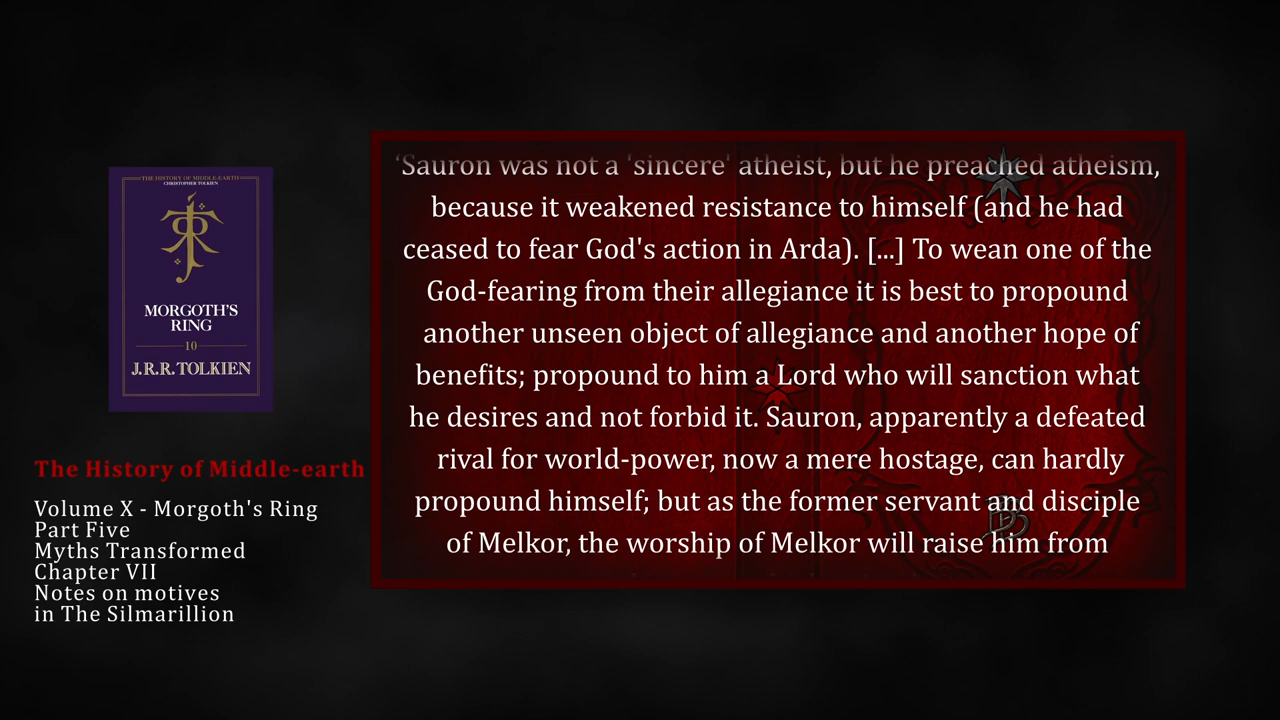 THE HISTORY OF MIDDLE-EARTH
CHRISTOPHER TOLKIEN
MORGOTH'S
RING
10
J.R.R. TOLKIEN
The History of Middle-earth
Volume X - Morgoth's Ring
Part Five
Myths Transformed
Chapter VII
Notes on motives
in The Silmarillion
'Sauron was not a 'sincere' atheist, but he preached atheism,
because it weakened resistance to himself (and he had
ceased to fear God's action in Arda). [...] To wean one of the
God-fearing from their allegiance it is best to propound
another unseen object of allegiance and another hope of
benefits; propound to him a Lord who will sanction what
he desires and not forbid it. Sauron, apparently a defeated
rival for world-power, now a mere hostage, can hardly
propound himself; but as the former servant and disciple
of Melkor, the worship of Melkor will raise him from